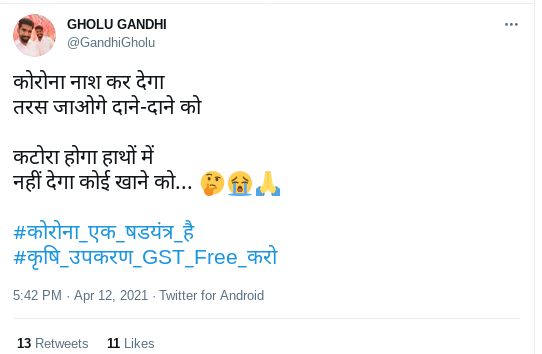 GHOLU GANDHI
@GandhiGholu
कोरोना नाश कर देगा
तरस जाओगे दाने-दाने को
कटोरा होगा हाथों में
नहीं देगा कोई खाने को... 🤔😭🙏
#कोरोना_एक_षडयंत्र_है
#कृषि_उपकरण_GST_Free_करो
5:42 PM · Apr 12, 2021 · Twitter for Android
13 Retweets 11 Likes